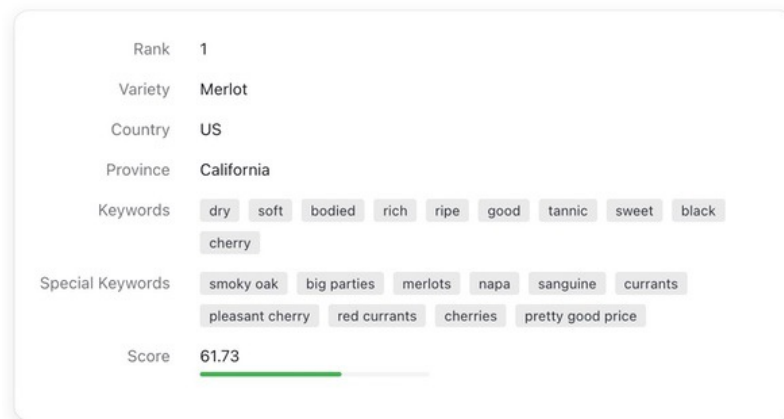 Rank 1
Variety Merlot
Country US
Province California
Keywords dry soft bodied rich ripe good tannic sweet black
cherry
Special Keywords smoky oak big parties merlots napa sanguine currants
pleasant cherry red currants cherries pretty good price
Score 61.73